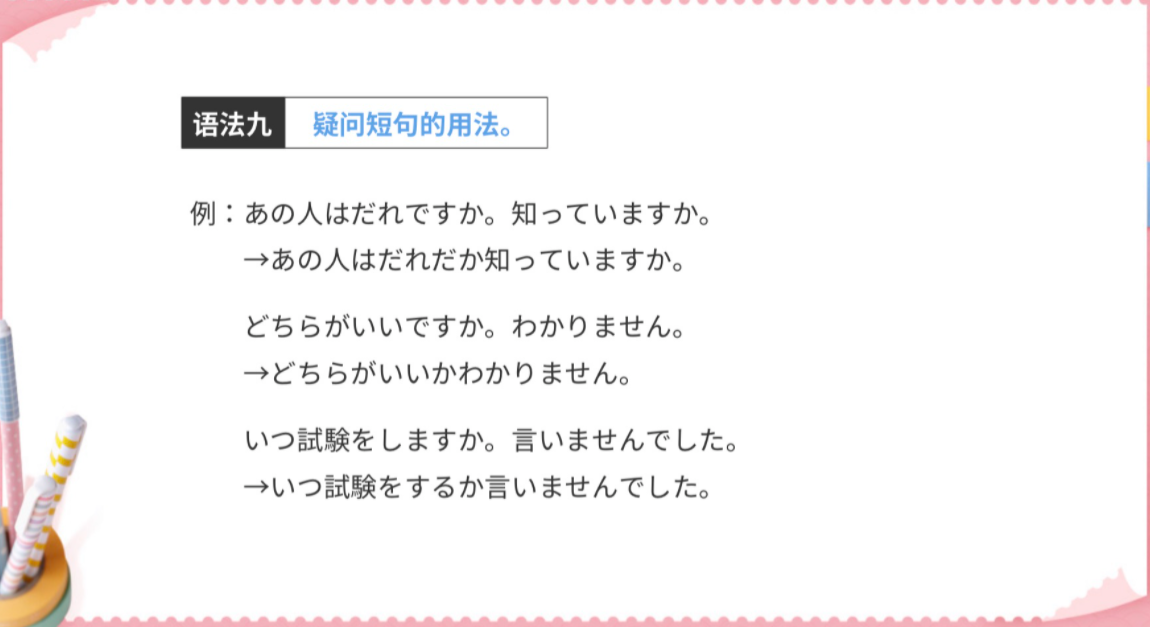 语法九 疑问短句的用法。
例：あの人はだれですか。知っていますか。
→あの人はだれだか知っていますか。
どちらがいいですか。わかりません。
→どちらがいいかわかりません。
いつ試験をしますか。言いませんでした。
→いつ試験をするか言いませんでした。